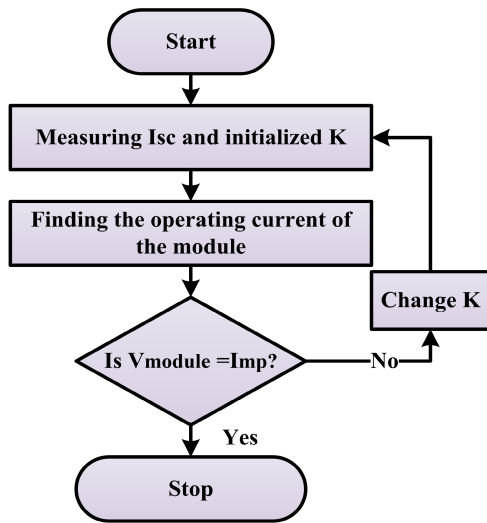 Start
Measuring Isc and initialized K
Finding the operating current of
the module
Change K
Is Vmodule =Imp?
No
Yes
Stop